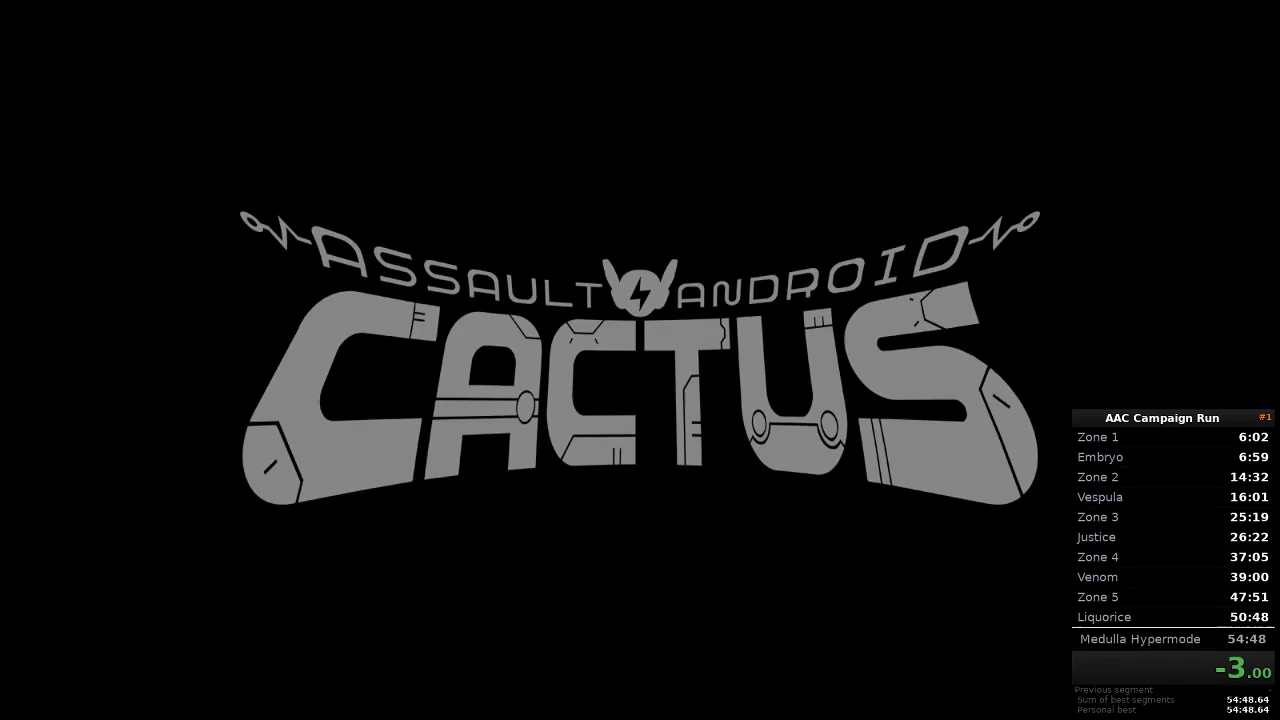 ASSAULT ANDROID
CACTUS
AAC Campaign Run #1
Zone 1 6:02
Embryo 6:59
Zone 2 14:32
Vespula 16:01
Zone 3 25:19
Justice 26:22
Zone 4 37:05
Venom 39:00
Zone 5 47:51
Liquorice 50:48
Medulla Hypermode 54:48
-3.00
Previous segment -
Sum of best segments 54:48.64
Personal best 54:48.64